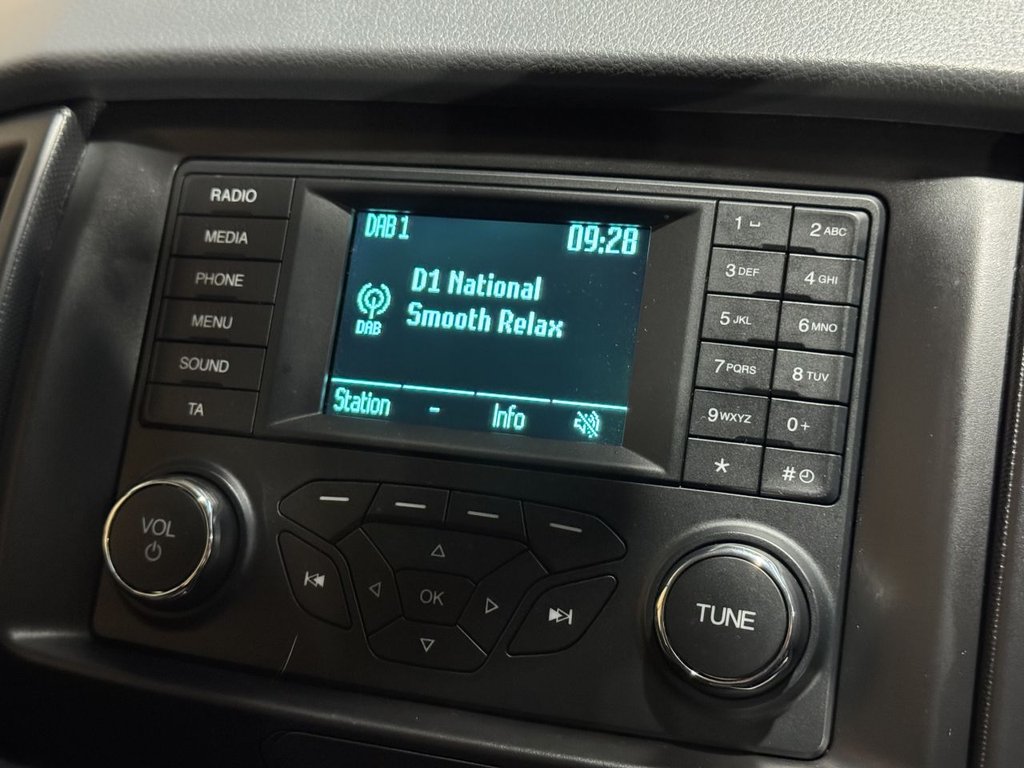 RADIO
MEDIA
PHONE
MENU
SOUND
TA
DAB 1
09:28
DAB
D1 National
Smooth Relax
Station
-
Info
1
2 ABC
3 DEF
4 GHI
5 JKL
6 MNO
7 PQRS
8 TUV
9 WXYZ
0 +
*
#
VOL
OK
TUNE